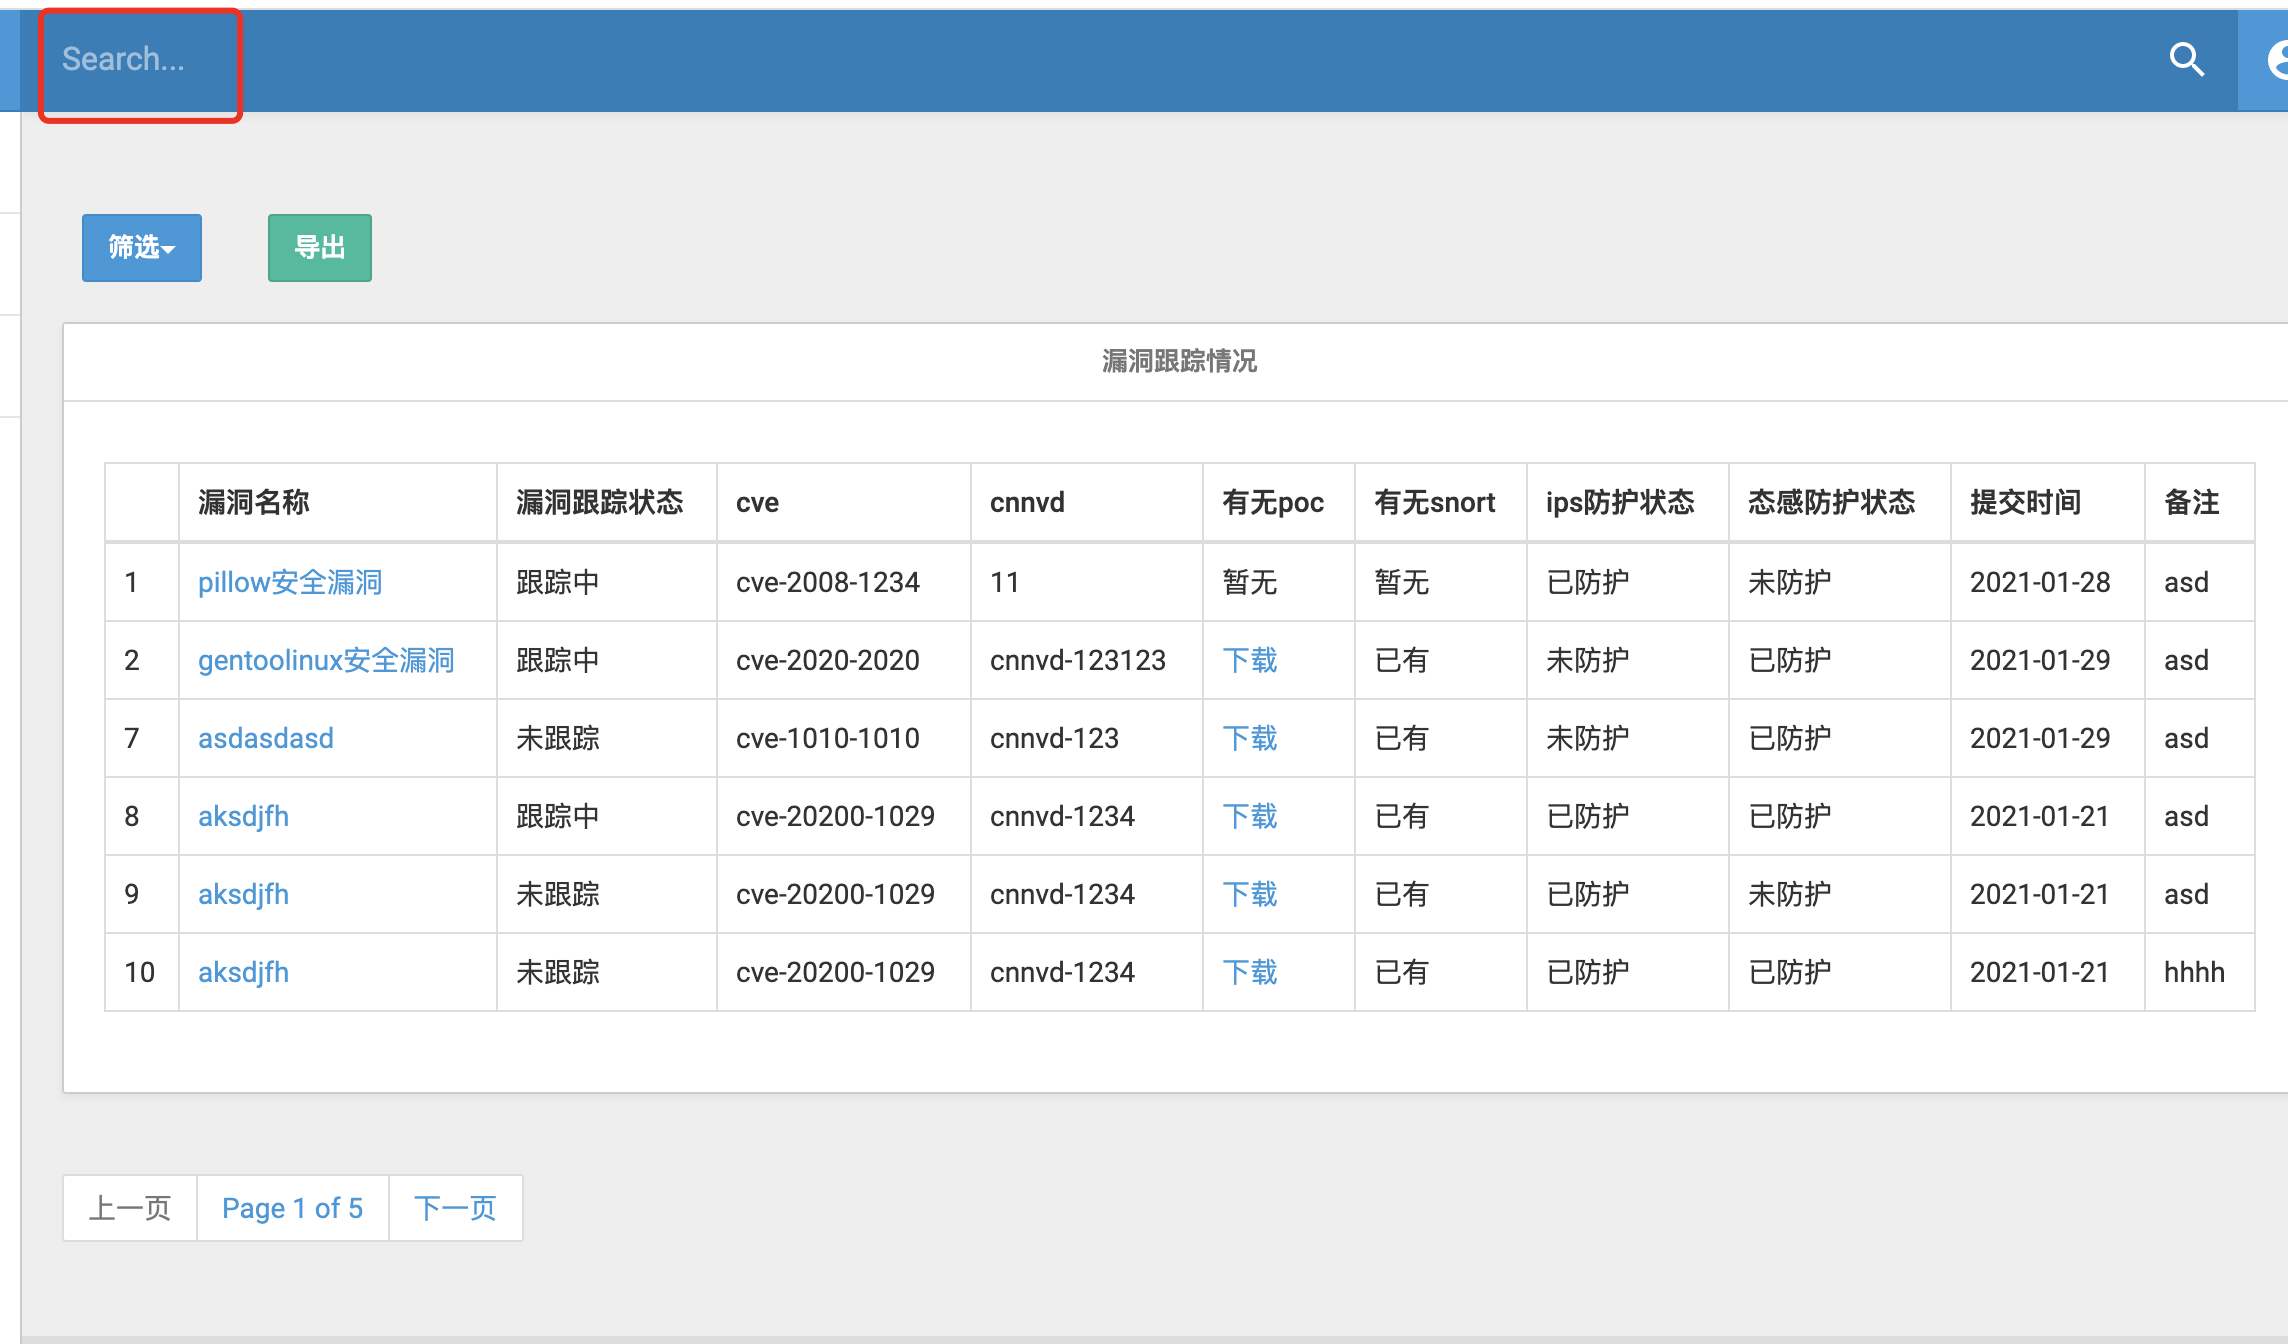 Search...
筛选 导出
漏洞跟踪情况
漏洞名称 漏洞跟踪状态 cve cnnvd 有无poc 有无snort ips防护状态 态感防护状态 提交时间 备注
1 pillow安全漏洞 跟踪中 cve-2008-1234 11 暂无 暂无 已防护 未防护 2021-01-28 asd
2 gentoolinux安全漏洞 跟踪中 cve-2020-2020 cnnvd-123123 下载 已有 未防护 已防护 2021-01-29 asd
7 asdasdasd 未跟踪 cve-1010-1010 cnnvd-123 下载 已有 未防护 已防护 2021-01-29 asd
8 aksdjfh 跟踪中 cve-20200-1029 cnnvd-1234 下载 已有 已防护 已防护 2021-01-21 asd
9 aksdjfh 未跟踪 cve-20200-1029 cnnvd-1234 下载 已有 已防护 未防护 2021-01-21 asd
10 aksdjfh 未跟踪 cve-20200-1029 cnnvd-1234 下载 已有 已防护 已防护 2021-01-21 hhhh
上一页 Page 1 of 5 下一页